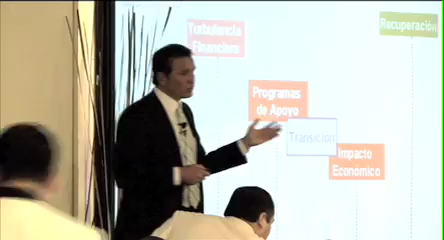 Recuperación
Turbulencia
Financiera
Programas
de Apoyo
Transición
Impacto
Económico